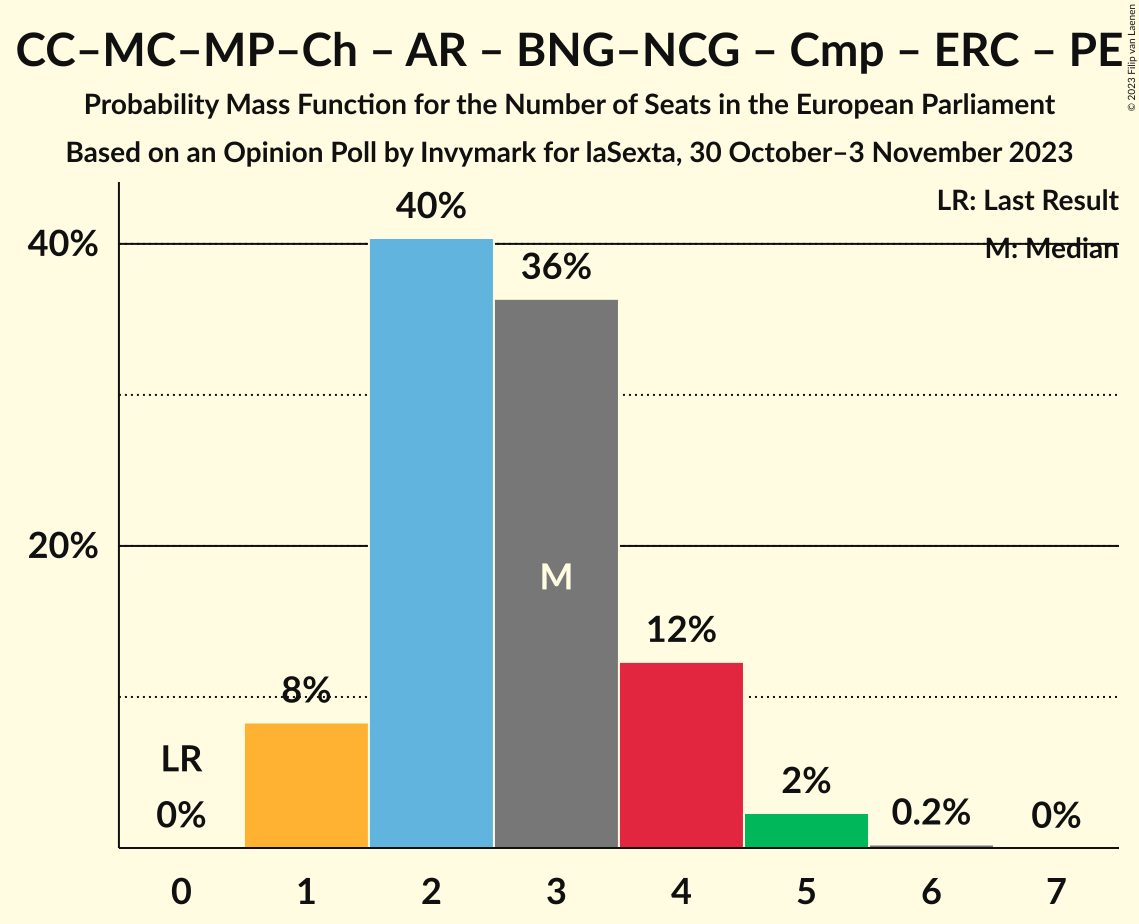 CC–MC–MP–Ch – AR – BNG–NCG – Cmp – ERC – PE
© 2023 Filip van Laenen
Probability Mass Function for the Number of Seats in the European Parliament
Based on an Opinion Poll by Invymark for laSexta, 30 October–3 November 2023
LR: Last Result
M: Median
40%
20%
LR
0%
8%
40%
36%
M
12%
2%
0.2%
0%
0 1 2 3 4 5 6 7